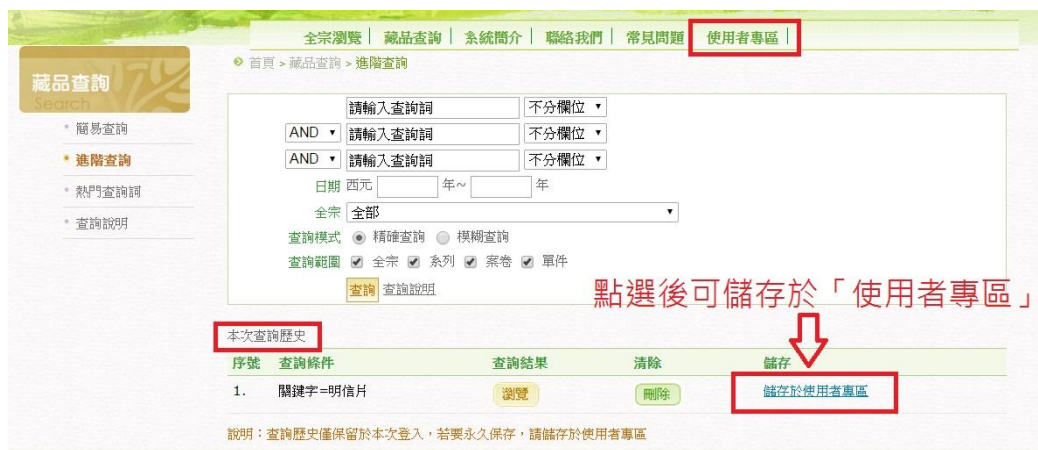 全宗瀏覽│ 藏品查詢│ 系統簡介│ 聯絡我們│ 常見問題 使用者專區│
首頁 > 藏品查詢 > 進階查詢
藏品查詢
Search
簡易查詢
進階查詢
熱門查詢詞
查詢說明
請輸入查詢詞 不分欄位
AND 請輸入查詢詞 不分欄位
AND 請輸入查詢詞 不分欄位
日期 西元 年~ 年
全宗 全部
查詢模式 精確查詢 模糊查詢
查詢範圍 全宗 系列 案卷 單件
查詢 查詢說明
點選後可儲存於「使用者專區」
本次查詢歷史
序號 查詢條件 查詢結果 清除 儲存
1. 關鍵字=明信片 瀏覽 刪除 儲存於使用者專區
說明：查詢歷史僅保留於本次登入，若要永久保存，請儲存於使用者專區